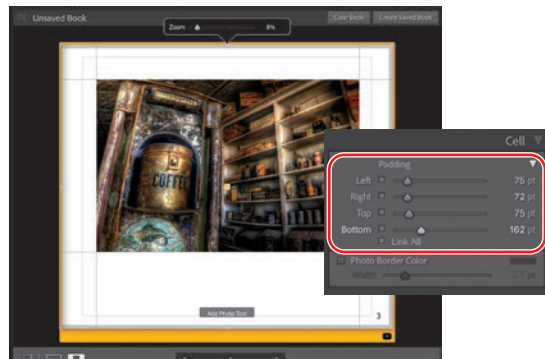 Unsaved Book
Clear Book
Create Saved Book
Zoom
8%
COFFEE
Add Photo Text
3
Cell
Padding
Left 75 pt
Right 72 pt
Top 75 pt
Bottom 162 pt
Link All
Photo Border Color
Width
pt